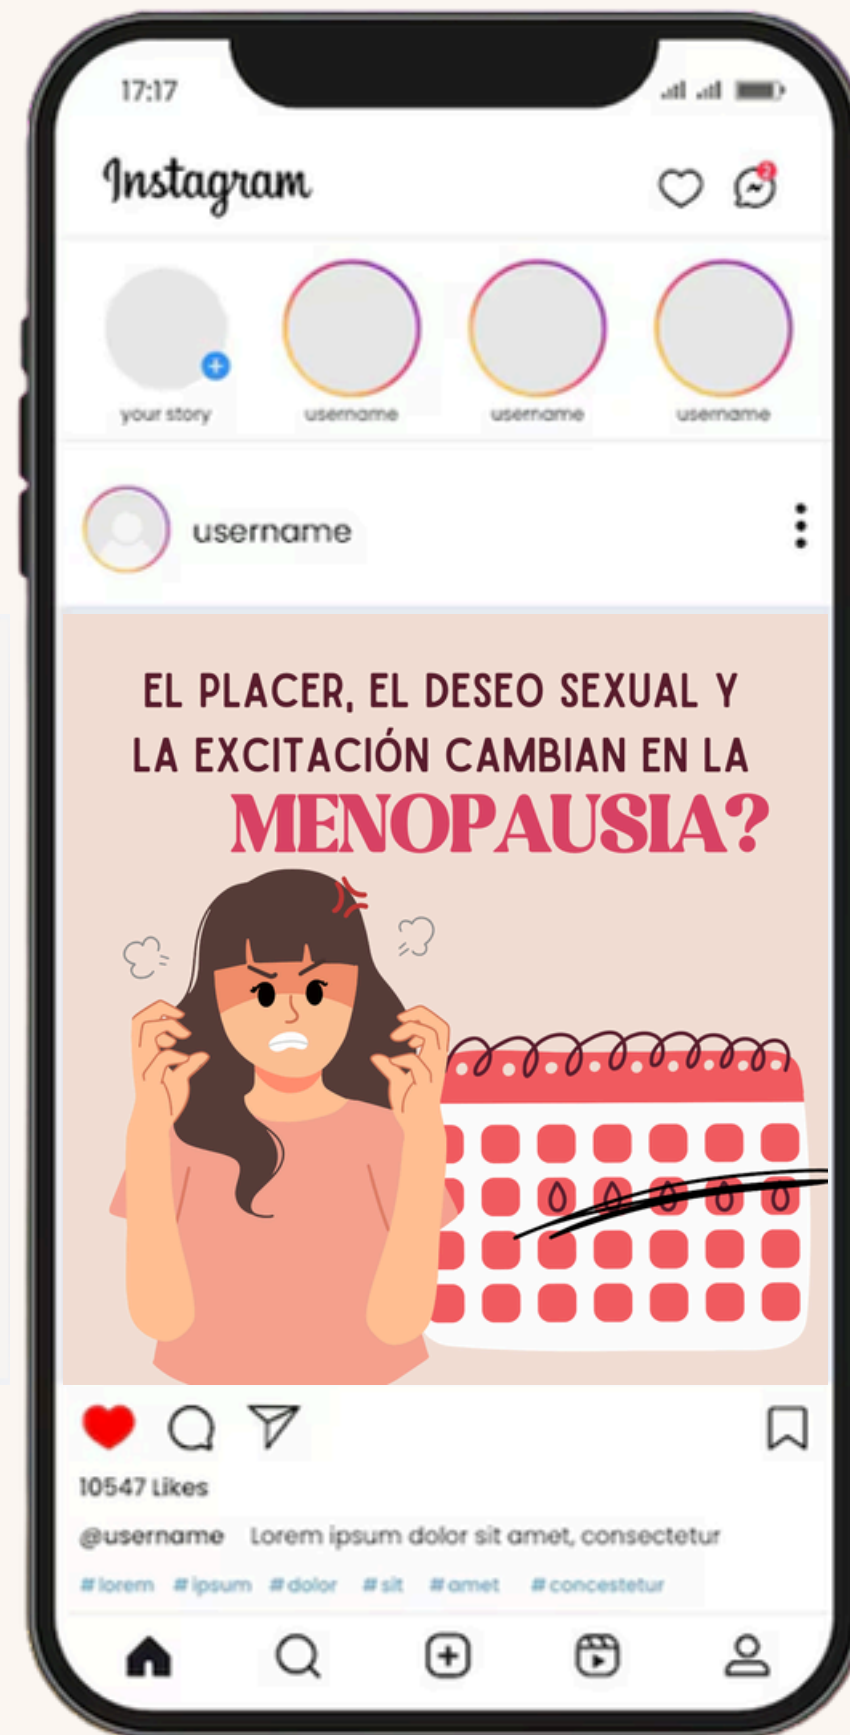 17:17
Instagram
2
your story username username username
username
EL PLACER, EL DESEO SEXUAL Y
LA EXCITACIÓN CAMBIAN EN LA
MENOPAUSIA?
10547 Likes
@username Lorem ipsum dolor sit amet, consectetur
#lorem #ipsum #dolor #sit #amet #concestetur